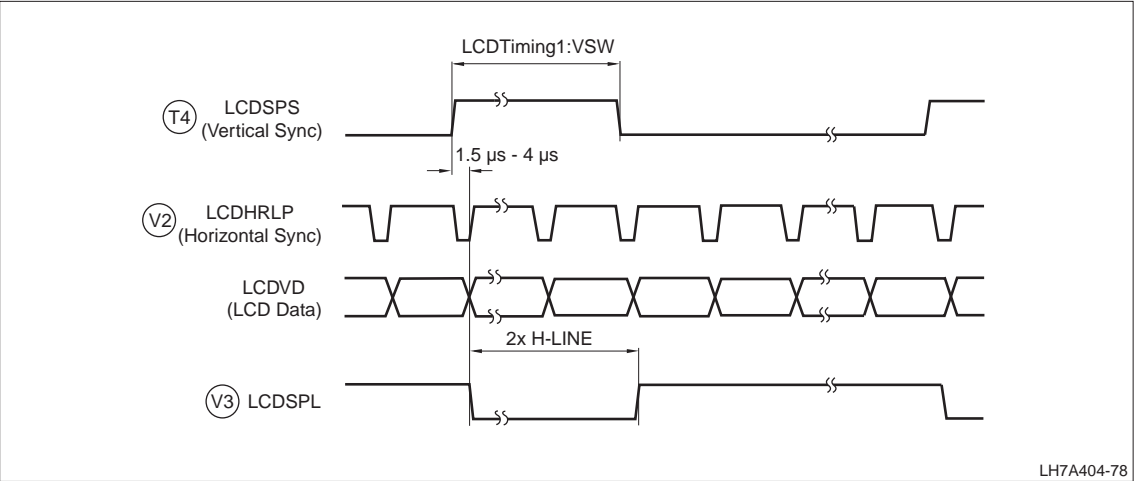 LCDTiming1:VSW
T4 LCDSPS
(Vertical Sync)
1.5 µs - 4 µs
V2 LCDHRLP
(Horizontal Sync)
LCDVD
(LCD Data)
2x H-LINE
V3 LCDSPL
LH7A404-78